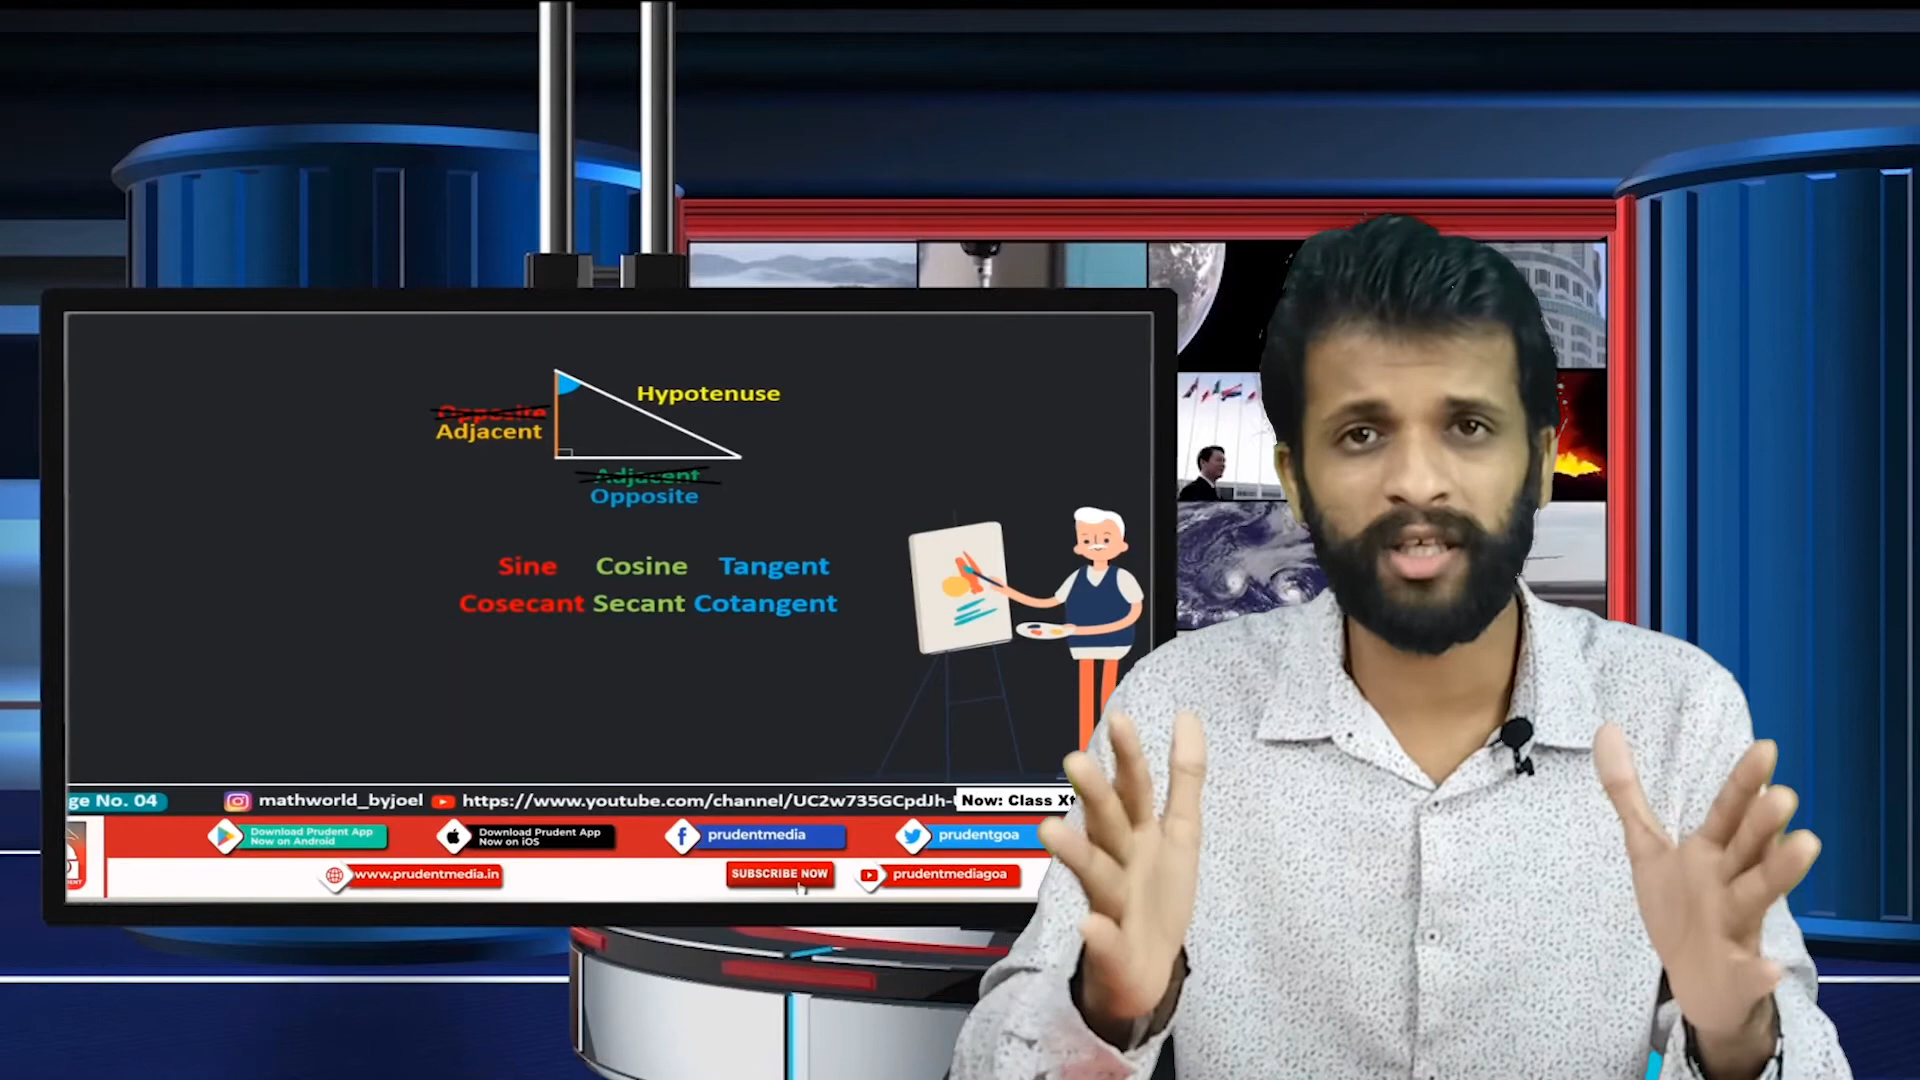 Hypotenuse
Opposite
Adjacent
Adjacent
Opposite
Sine Cosine Tangent
Cosecant Secant Cotangent
ge No. 04 mathworld_byjoel https://www.youtube.com/channel/UC2w735GCpdJh- Now: Class Xt
Download Prudent App
Now on Android
Download Prudent App
Now on iOS
prudentmedia
prudentgoa
www.prudentmedia.in
SUBSCRIBE NOW
prudentmediagoa